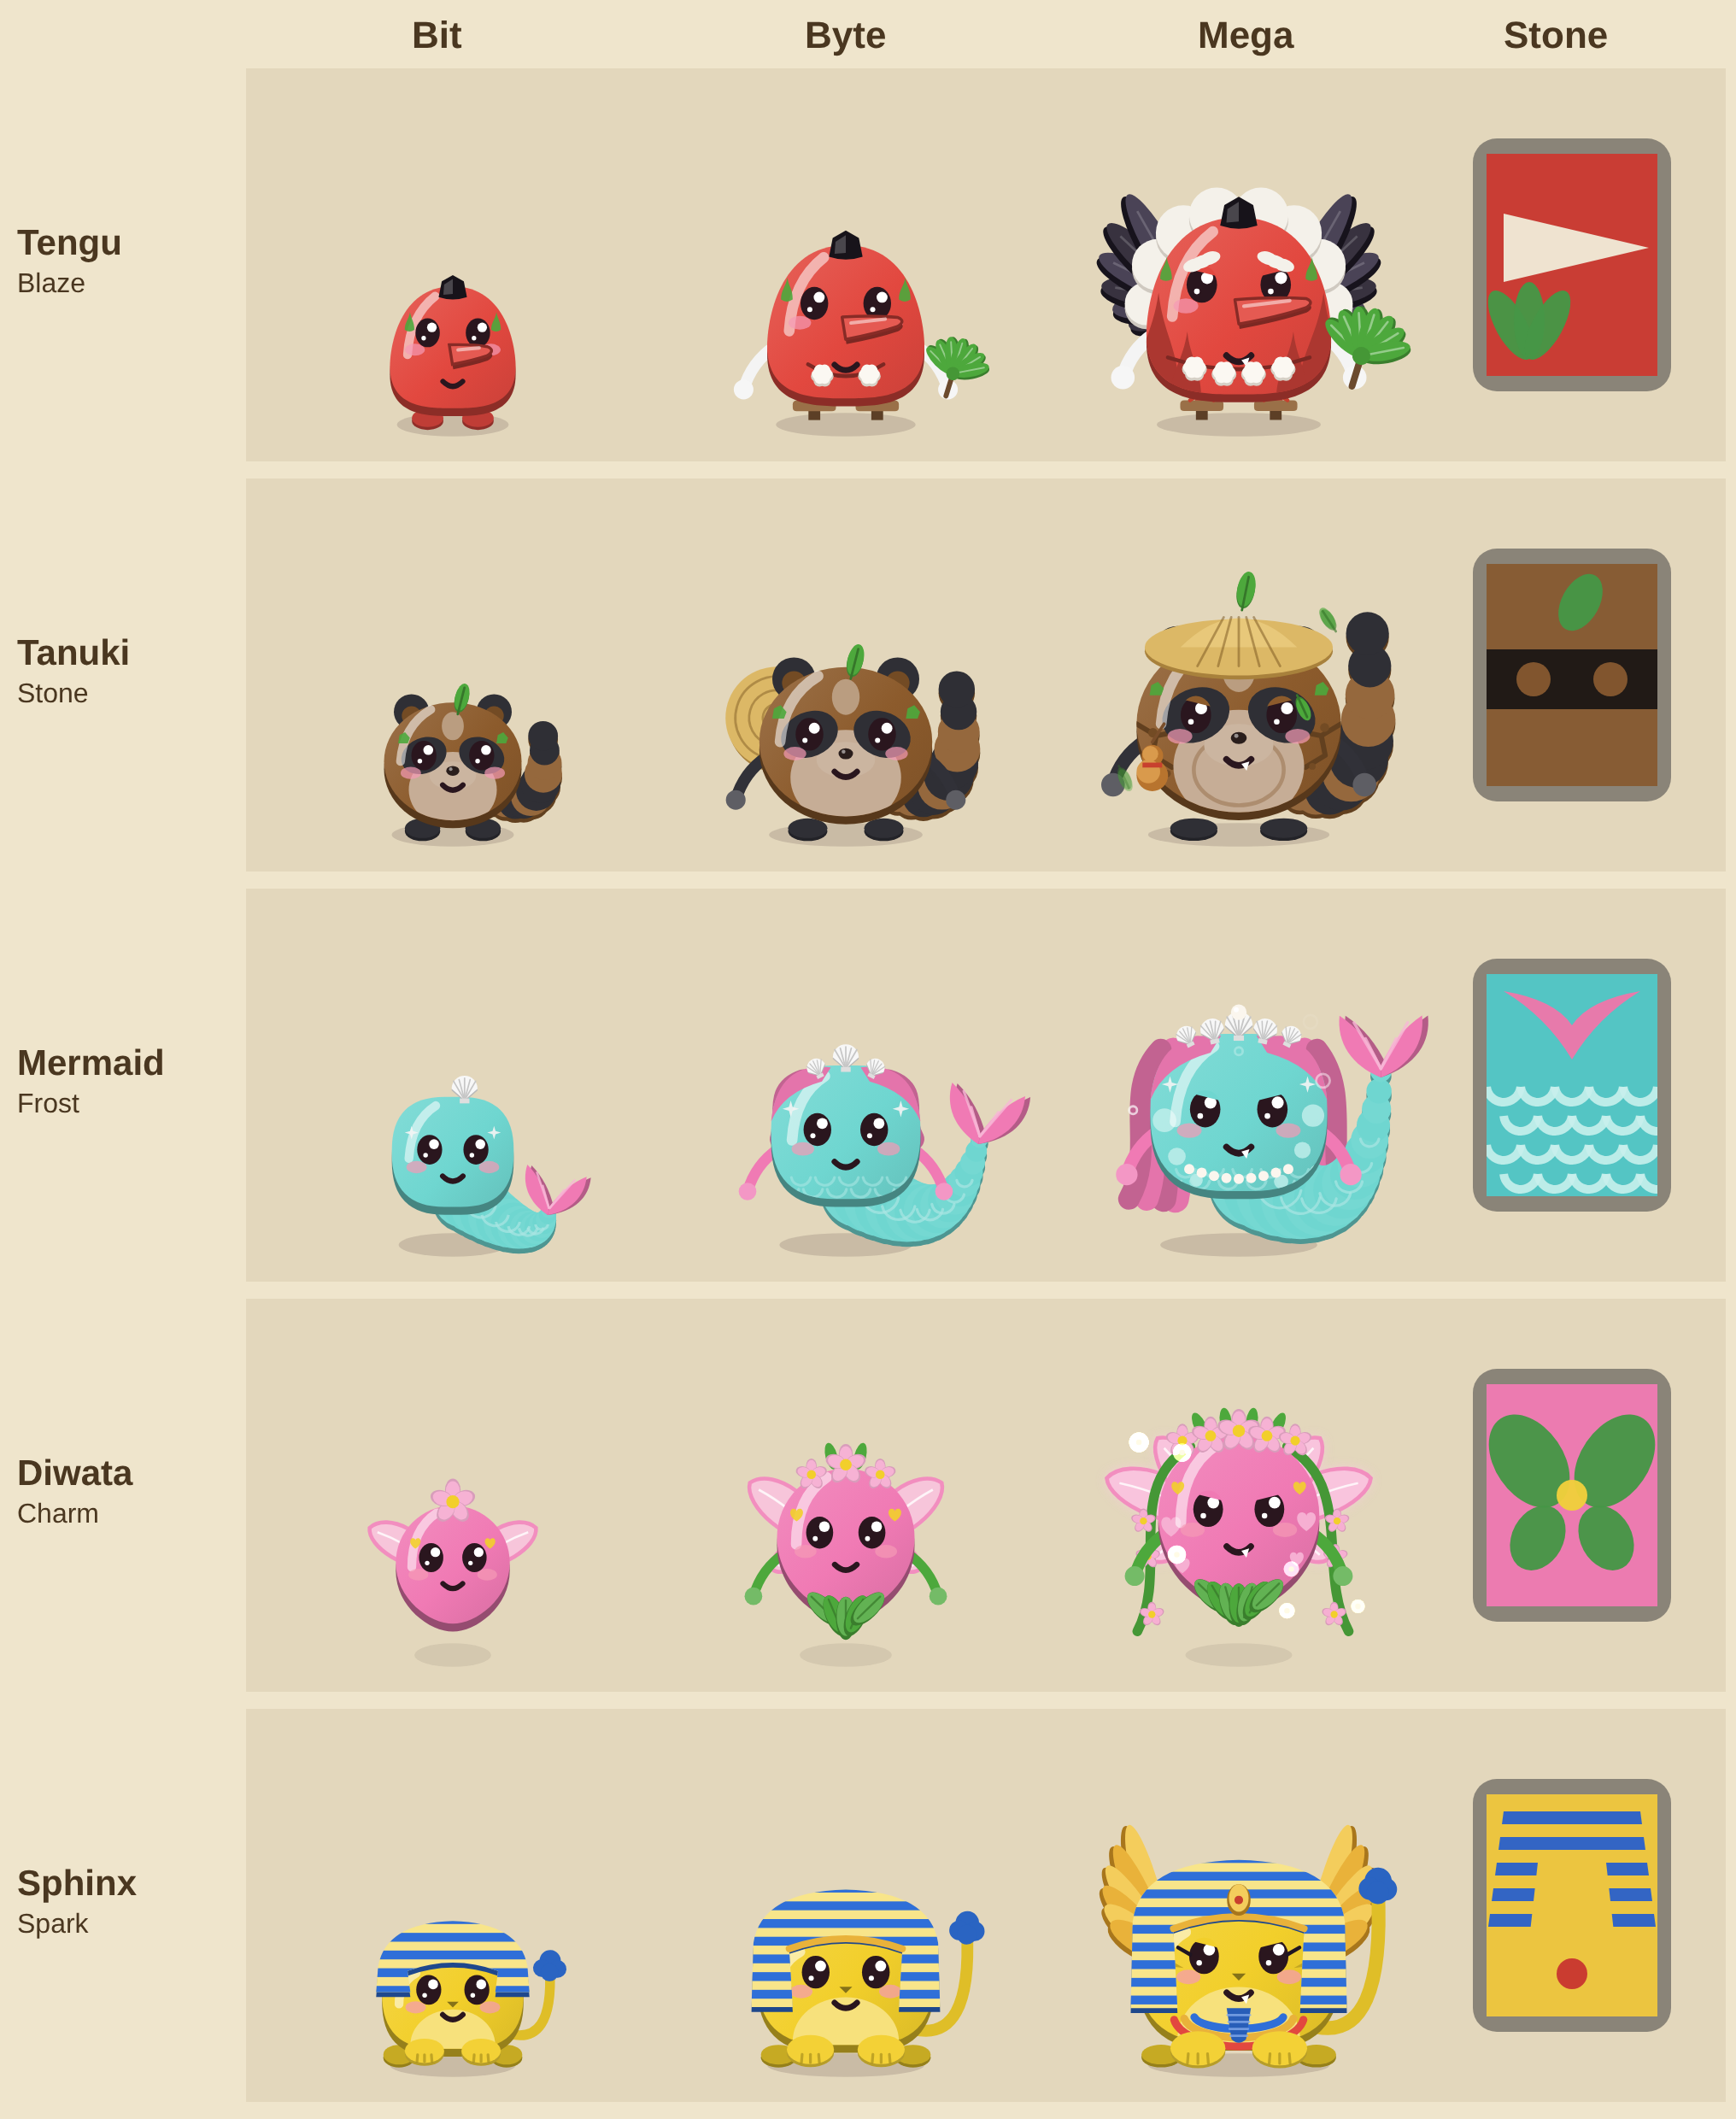 Bit Byte Mega Stone
Tengu
Blaze
Tanuki
Stone
Mermaid
Frost
Diwata
Charm
Sphinx
Spark